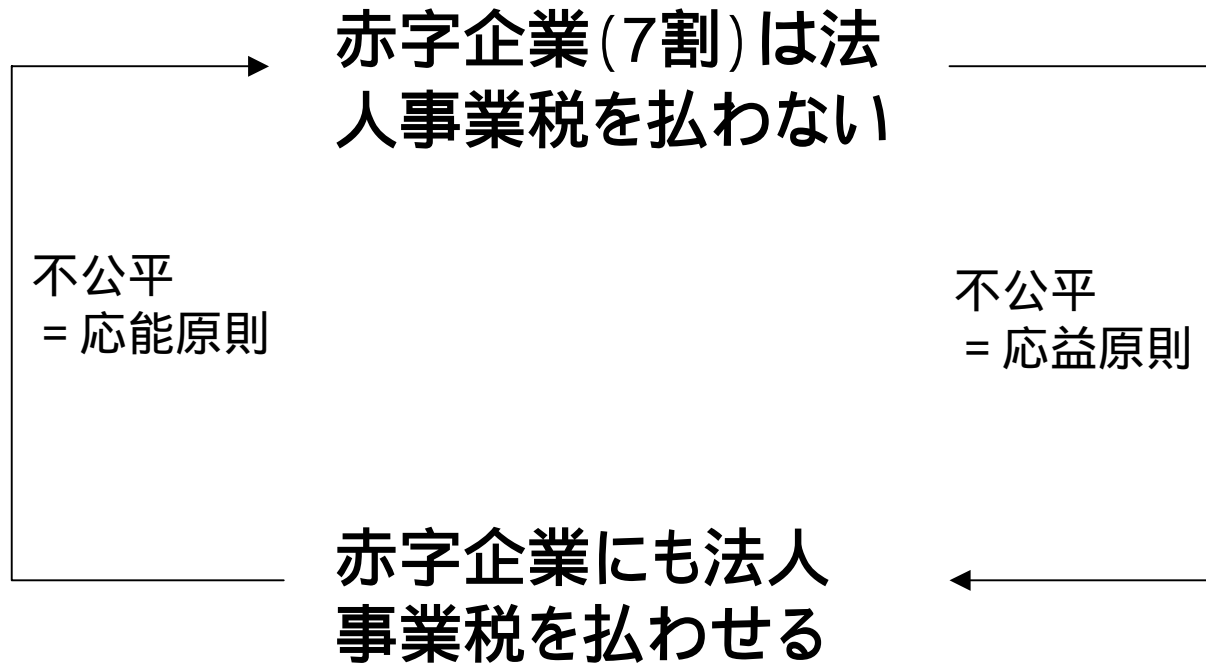 赤字企業(7割)は法
人事業税を払わない
不公平
= 応能原則
不公平
= 応益原則
赤字企業にも法人
事業税を払わせる